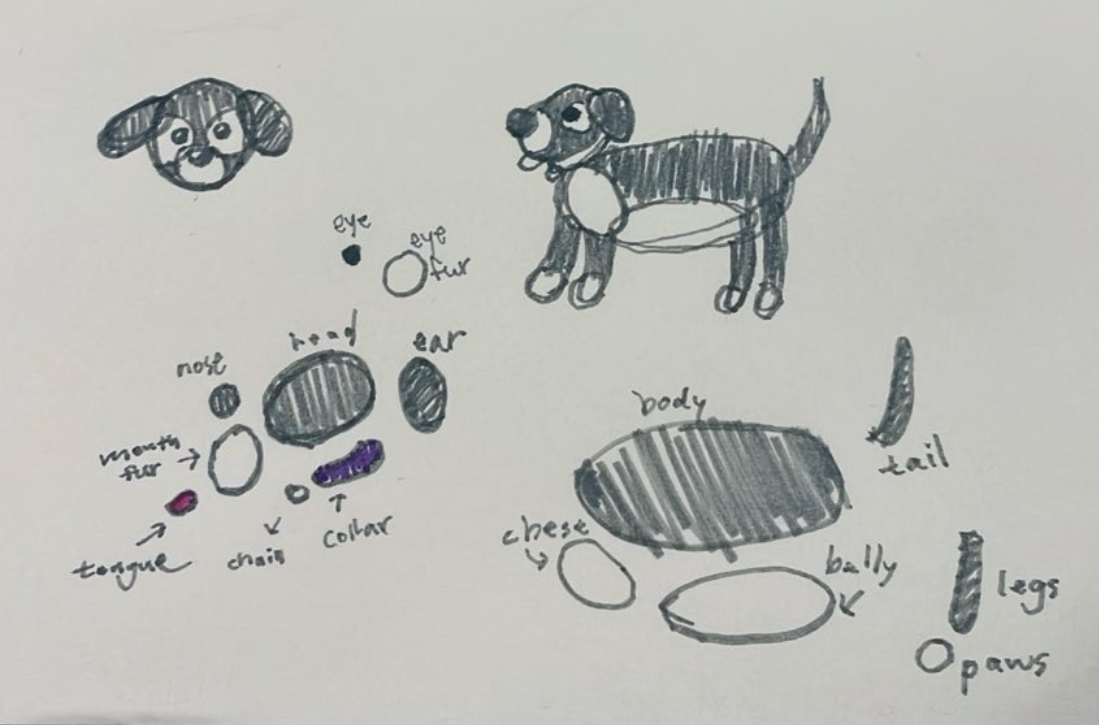 eye
eye
fur
head
ear
nose
mouth
fur
tongue
chain
collar
body
tail
chest
belly
legs
paws